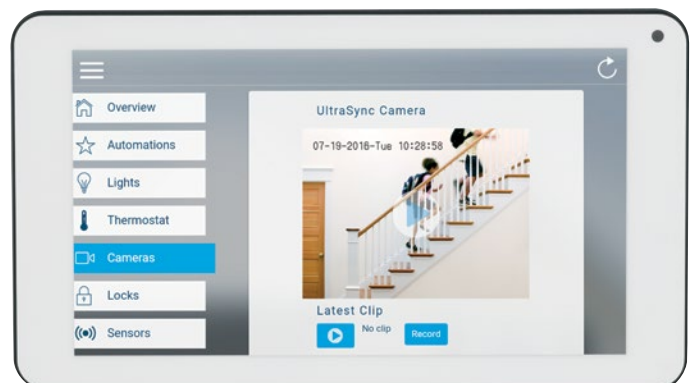 Overview
Automations
Lights
Thermostat
Cameras
Locks
Sensors
UltraSync Camera
07-19-2016-Tue 10:28:58
Latest Clip
No clip
Record